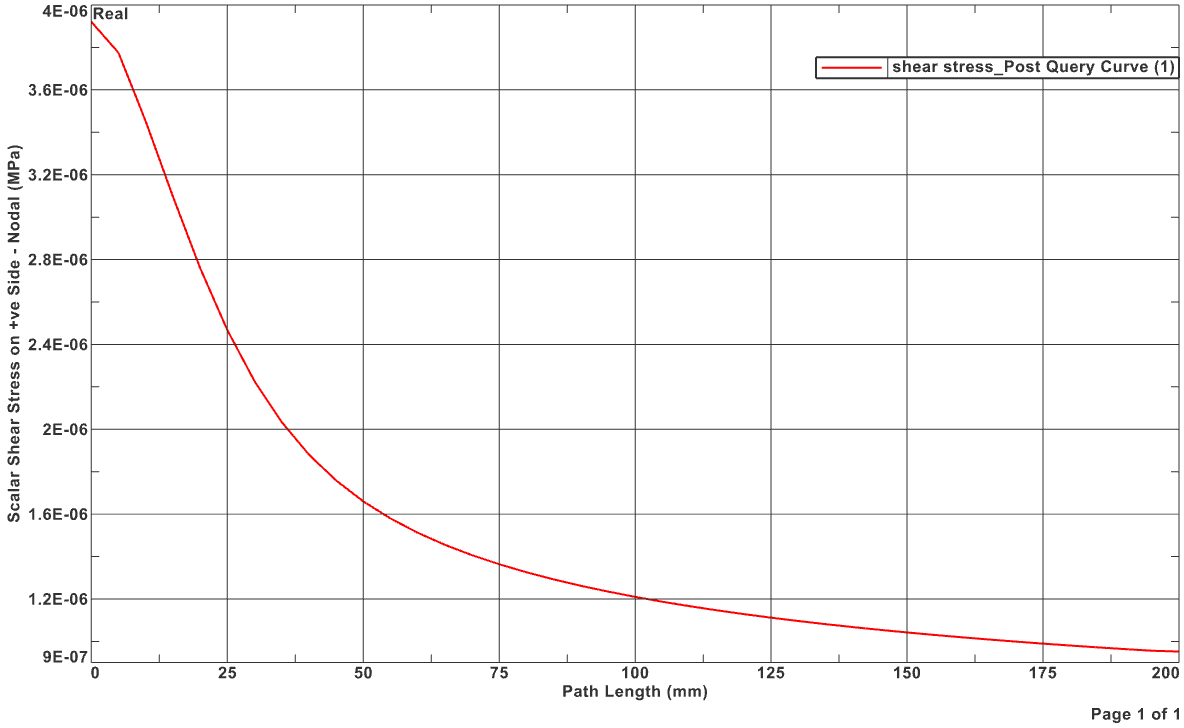 4E-06
Real
shear stress_Post Query Curve (1)
3.6E-06
3.2E-06
2.8E-06
2.4E-06
2E-06
1.6E-06
1.2E-06
9E-07
Scalar Shear Stress on +ve Side - Nodal (MPa)
0 25 50 75 100 125 150 175 200
Path Length (mm)
Page 1 of 1